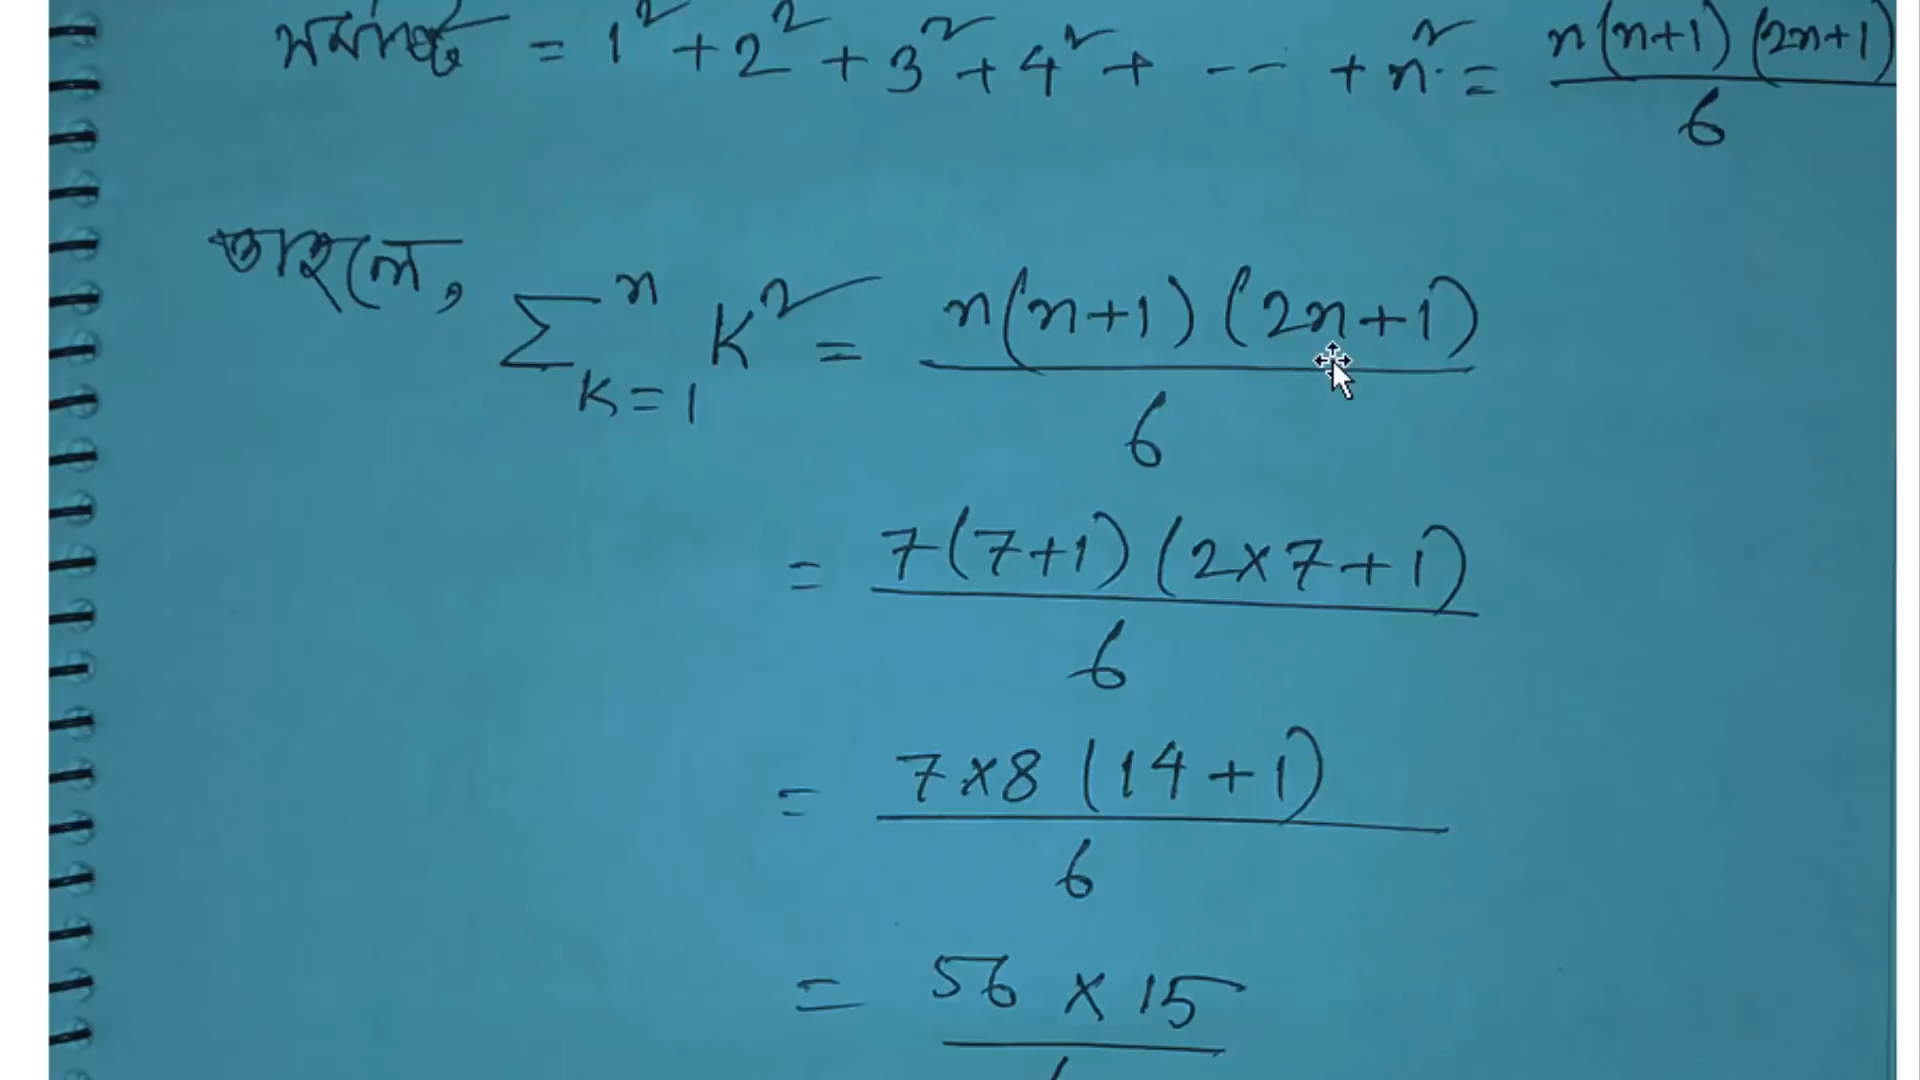 সমষ্টি = 1² + 2² + 3² + 4² + --- + n² = n(n+1)(2n+1) / 6
তাহলে, ∑ⁿ K=1 K² = n(n+1)(2n+1) / 6
= 7(7+1)(2×7+1) / 6
= 7×8(14+1) / 6
= 56 × 15